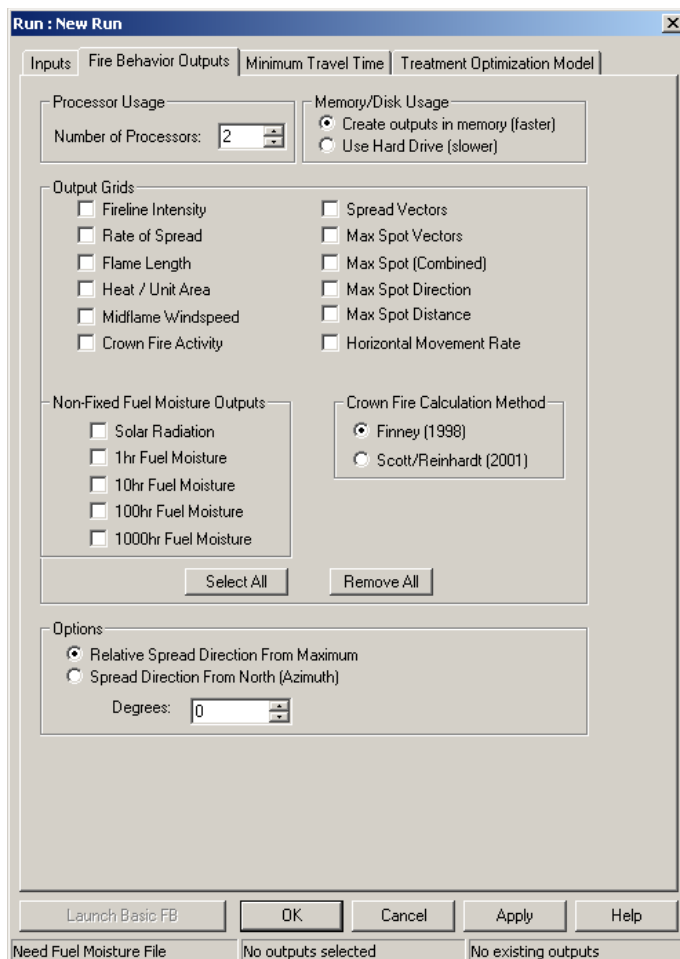 Run : New Run
Inputs
Fire Behavior Outputs
Minimum Travel Time
Treatment Optimization Model
Processor Usage
Number of Processors: 2
Memory/Disk Usage
Create outputs in memory (faster)
Use Hard Drive (slower)
Output Grids
Fireline Intensity
Rate of Spread
Flame Length
Heat / Unit Area
Midflame Windspeed
Crown Fire Activity
Spread Vectors
Max Spot Vectors
Max Spot (Combined)
Max Spot Direction
Max Spot Distance
Horizontal Movement Rate
Non-Fixed Fuel Moisture Outputs
Solar Radiation
1hr Fuel Moisture
10hr Fuel Moisture
100hr Fuel Moisture
1000hr Fuel Moisture
Crown Fire Calculation Method
Finney (1998)
Scott/Reinhardt (2001)
Select All
Remove All
Options
Relative Spread Direction From Maximum
Spread Direction From North (Azimuth)
Degrees: 0
Launch Basic FB
OK
Cancel
Apply
Help
Need Fuel Moisture File
No outputs selected
No existing outputs